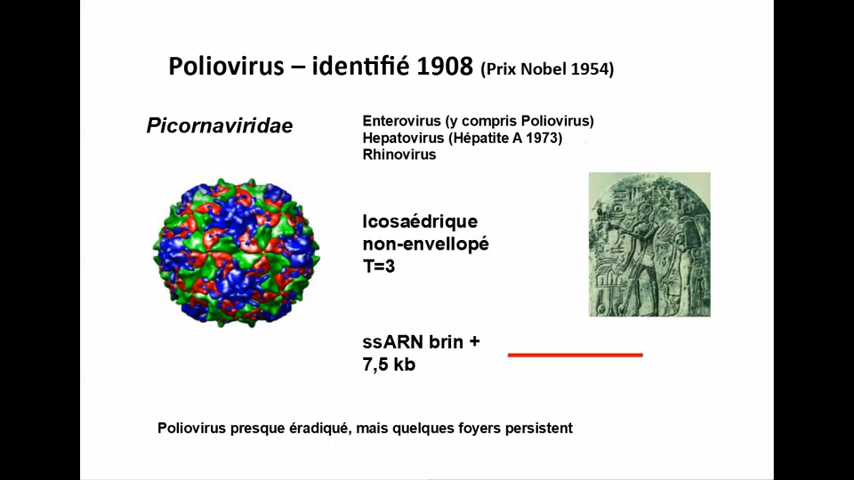 Poliovirus – identifié 1908 (Prix Nobel 1954)
Picornaviridae
Enterovirus (y compris Poliovirus)
Hepatovirus (Hépatite A 1973)
Rhinovirus
Icosaédrique
non-envellopé
T=3
ssARN brin +
7,5 kb
Poliovirus presque éradiqué, mais quelques foyers persistent